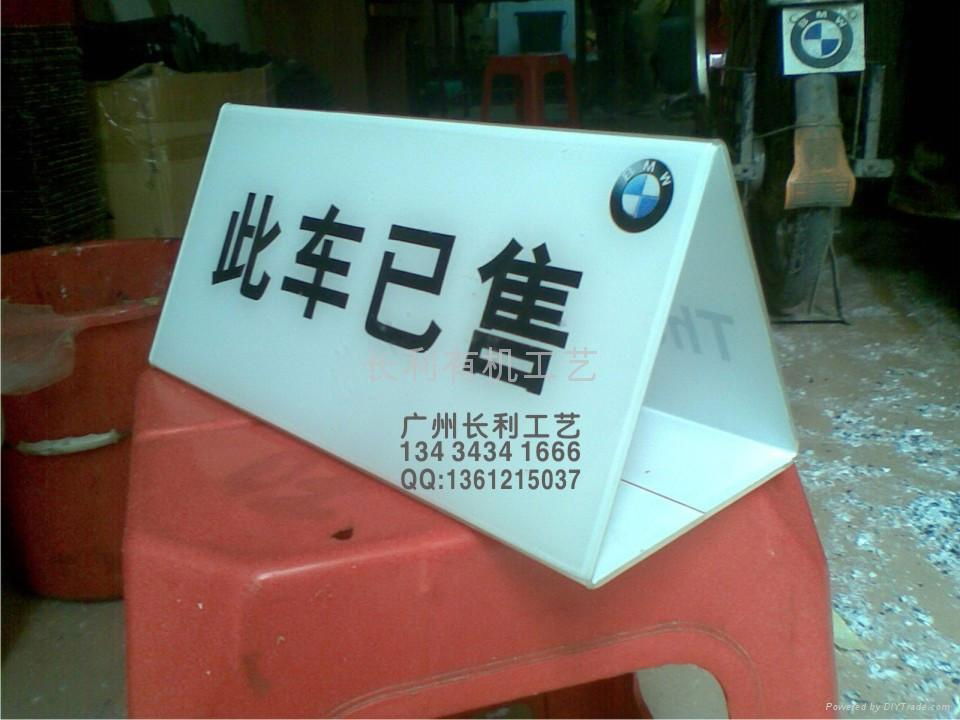 BMW
BMW
此车已售
Th
长利有机工艺
广州长利工艺
134 3434 1666
QQ:1361215037
Powered by DIYTrade.com